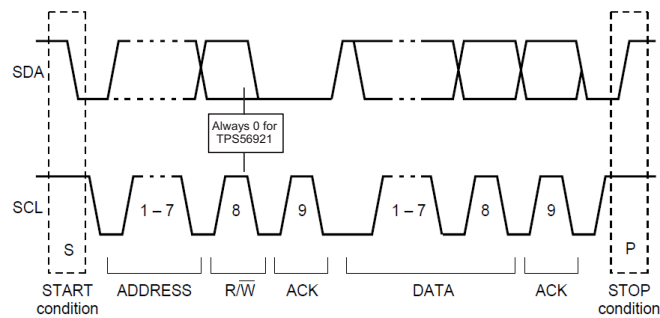 SDA
Always 0 for
TPS56921
SCL
1 – 7
8
9
1 – 7
8
9
S
P
START
condition
ADDRESS
R/W̅
ACK
DATA
ACK
STOP
condition